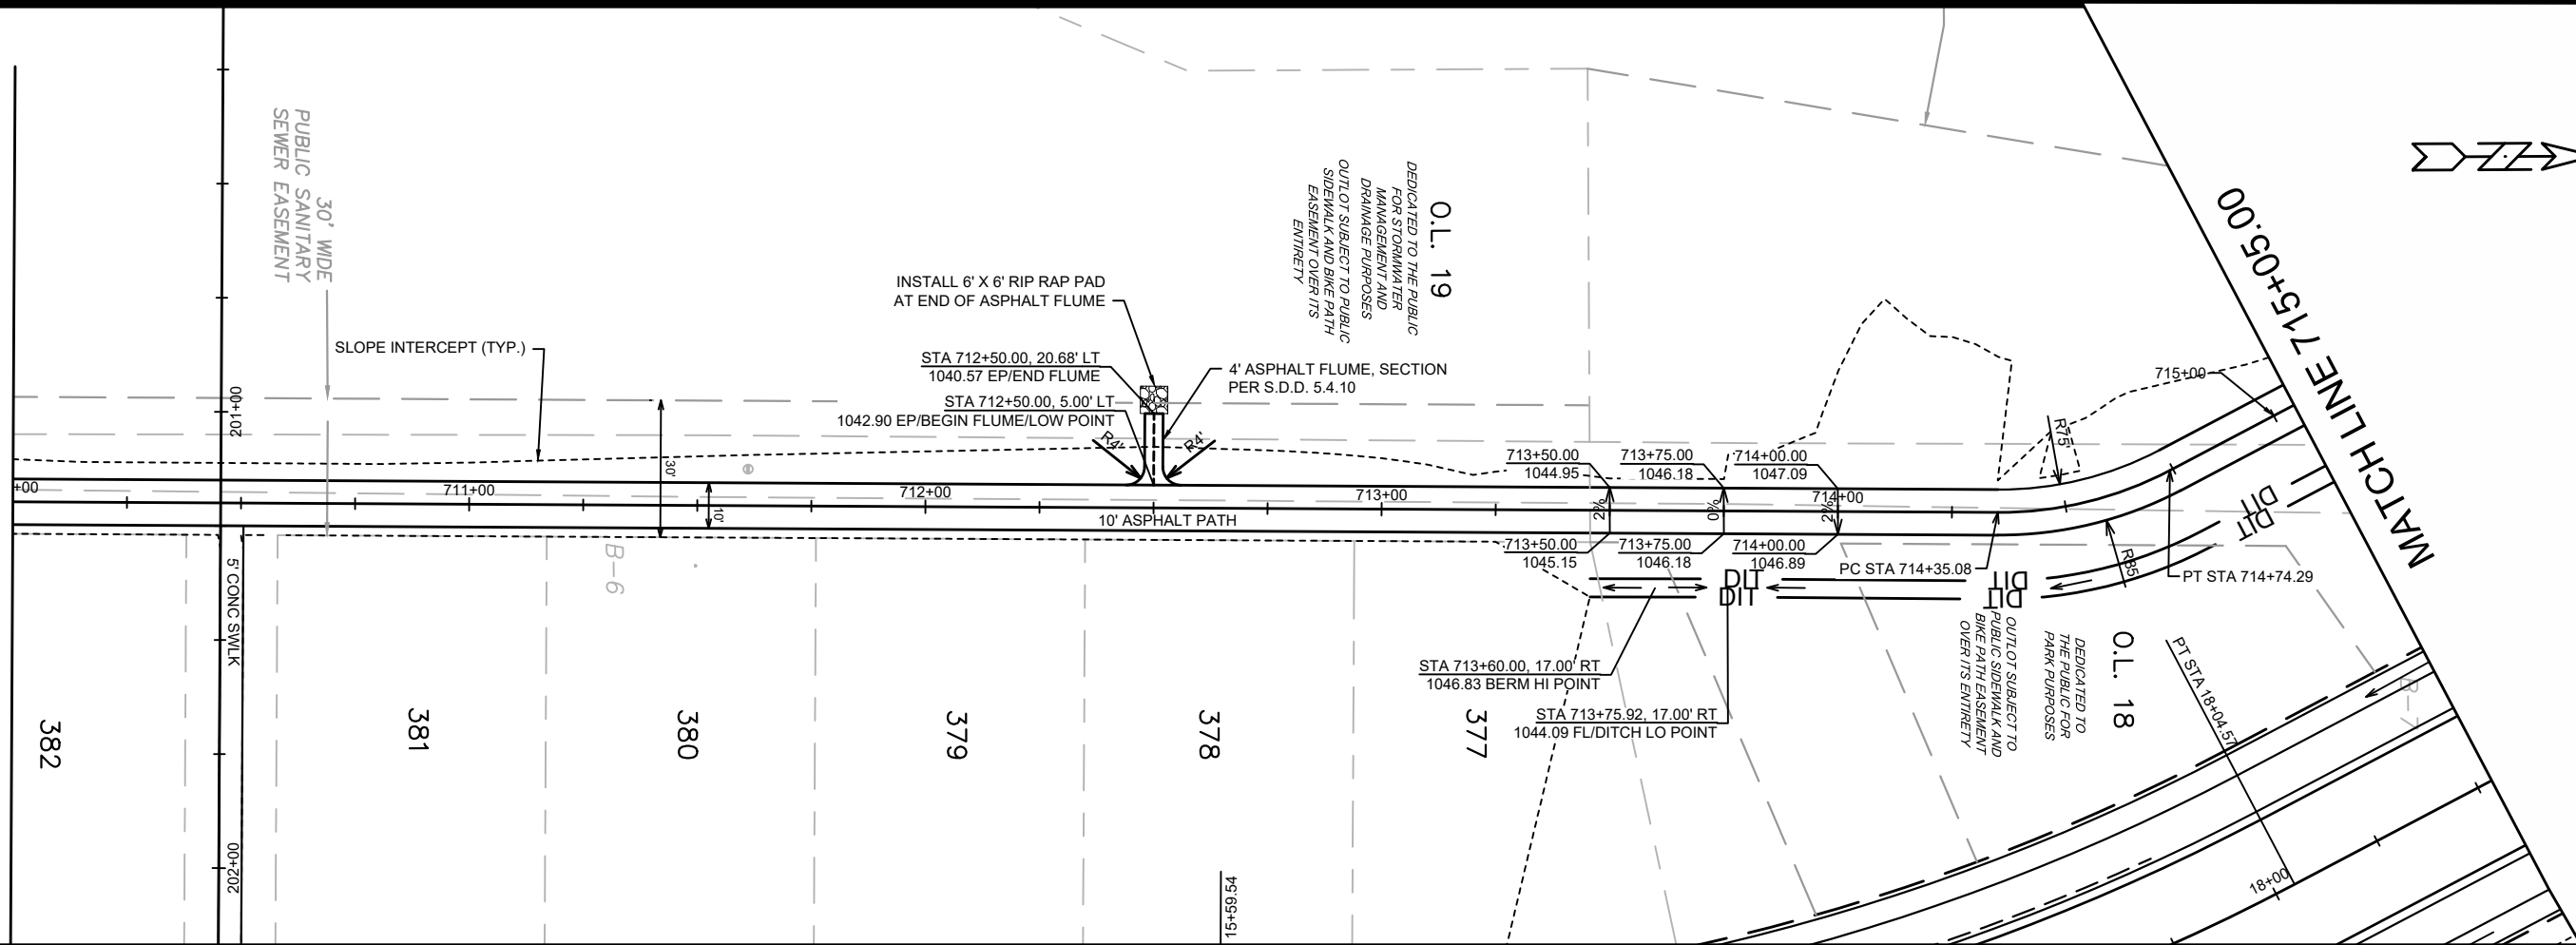 30' WIDE
PUBLIC SANITARY
SEWER EASEMENT
SLOPE INTERCEPT (TYP.)
201+00
INSTALL 6' X 6' RIP RAP PAD
AT END OF ASPHALT FLUME
STA 712+50.00, 20.68' LT
1040.57 EP/END FLUME
STA 712+50.00, 5.00' LT
1042.90 EP/BEGIN FLUME/LOW POINT
4' ASPHALT FLUME, SECTION
PER S.D.D. 5.4.10
R4'
R4'
O.L. 19
DEDICATED TO THE PUBLIC
FOR STORMWATER
MANAGEMENT AND
DRAINAGE PURPOSES
OUTLOT SUBJECT TO PUBLIC
SIDEWALK AND BIKE PATH
EASEMENT OVER ITS
ENTIRETY
MATCH LINE 715+05.00
N
715+00
R75'
30'
10'
+00
711+00
712+00
713+00
714+00
10' ASPHALT PATH
713+50.00
1044.95
713+75.00
1046.18
714+00.00
1047.09
2%
0%
2%
713+50.00
1045.15
713+75.00
1046.18
714+00.00
1046.89
PC STA 714+35.08
R85'
PT STA 714+74.29
DIT
DIT
DIT
DIT
DIT
DIT
B-6
5' CONC SWLK
STA 713+60.00, 17.00' RT
1046.83 BERM HI POINT
STA 713+75.92, 17.00' RT
1044.09 FL/DITCH LO POINT
O.L. 18
DEDICATED TO
THE PUBLIC FOR
PARK PURPOSES
OUTLOT SUBJECT TO
PUBLIC SIDEWALK AND
BIKE PATH EASEMENT
OVER ITS ENTIRETY
PT STA 18+04.57
B-7
382
381
380
379
378
377
202+00
15+59.54
18+00